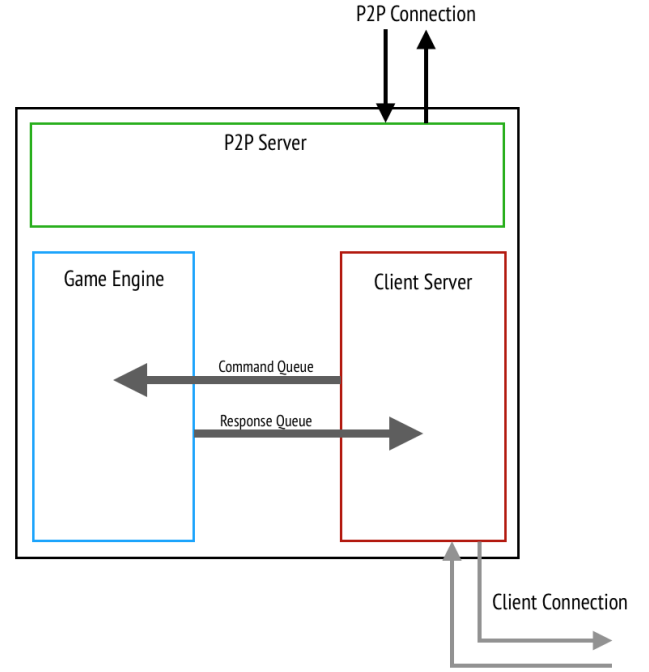 P2P Connection
P2P Server
Game Engine
Client Server
Command Queue
Response Queue
Client Connection